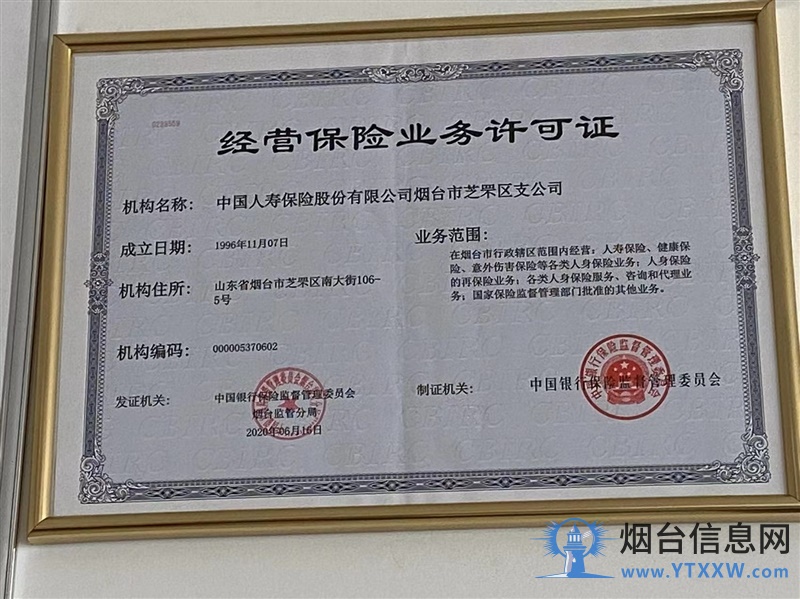 经营保险业务许可证
机构名称： 中国人寿保险股份有限公司烟台市芝罘区支公司
成立日期： 1996年11月07日
机构住所： 山东省烟台市芝罘区南大街106-
5号
机构编码： 000005370602
发证机关： 中国银行保险监督管理委员会
烟台监管分局
2020年06月16日
业务范围：
在烟台市行政辖区范围内经营：人寿保险、健康保
险、意外伤害保险等各类人身保险业务；人身保险
的再保险业务；各类人身保险服务、咨询和代理业
务；国家保险监督管理部门批准的其他业务。
制证机关： 中国银行保险监督管理委员会
烟台信息网
www.YTXXW.com